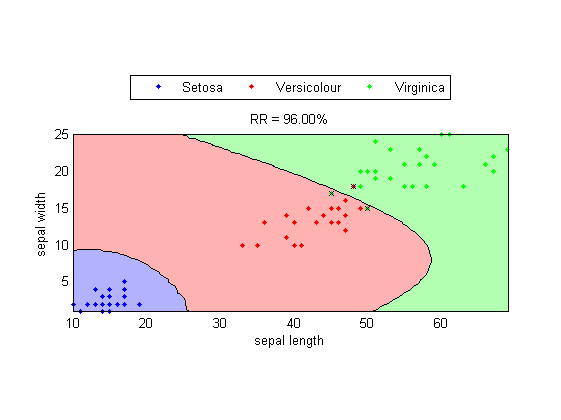 Setosa Versicolour Virginica
RR = 96.00%
25
20
15
10
5
sepal width
10 20 30 40 50 60
sepal length